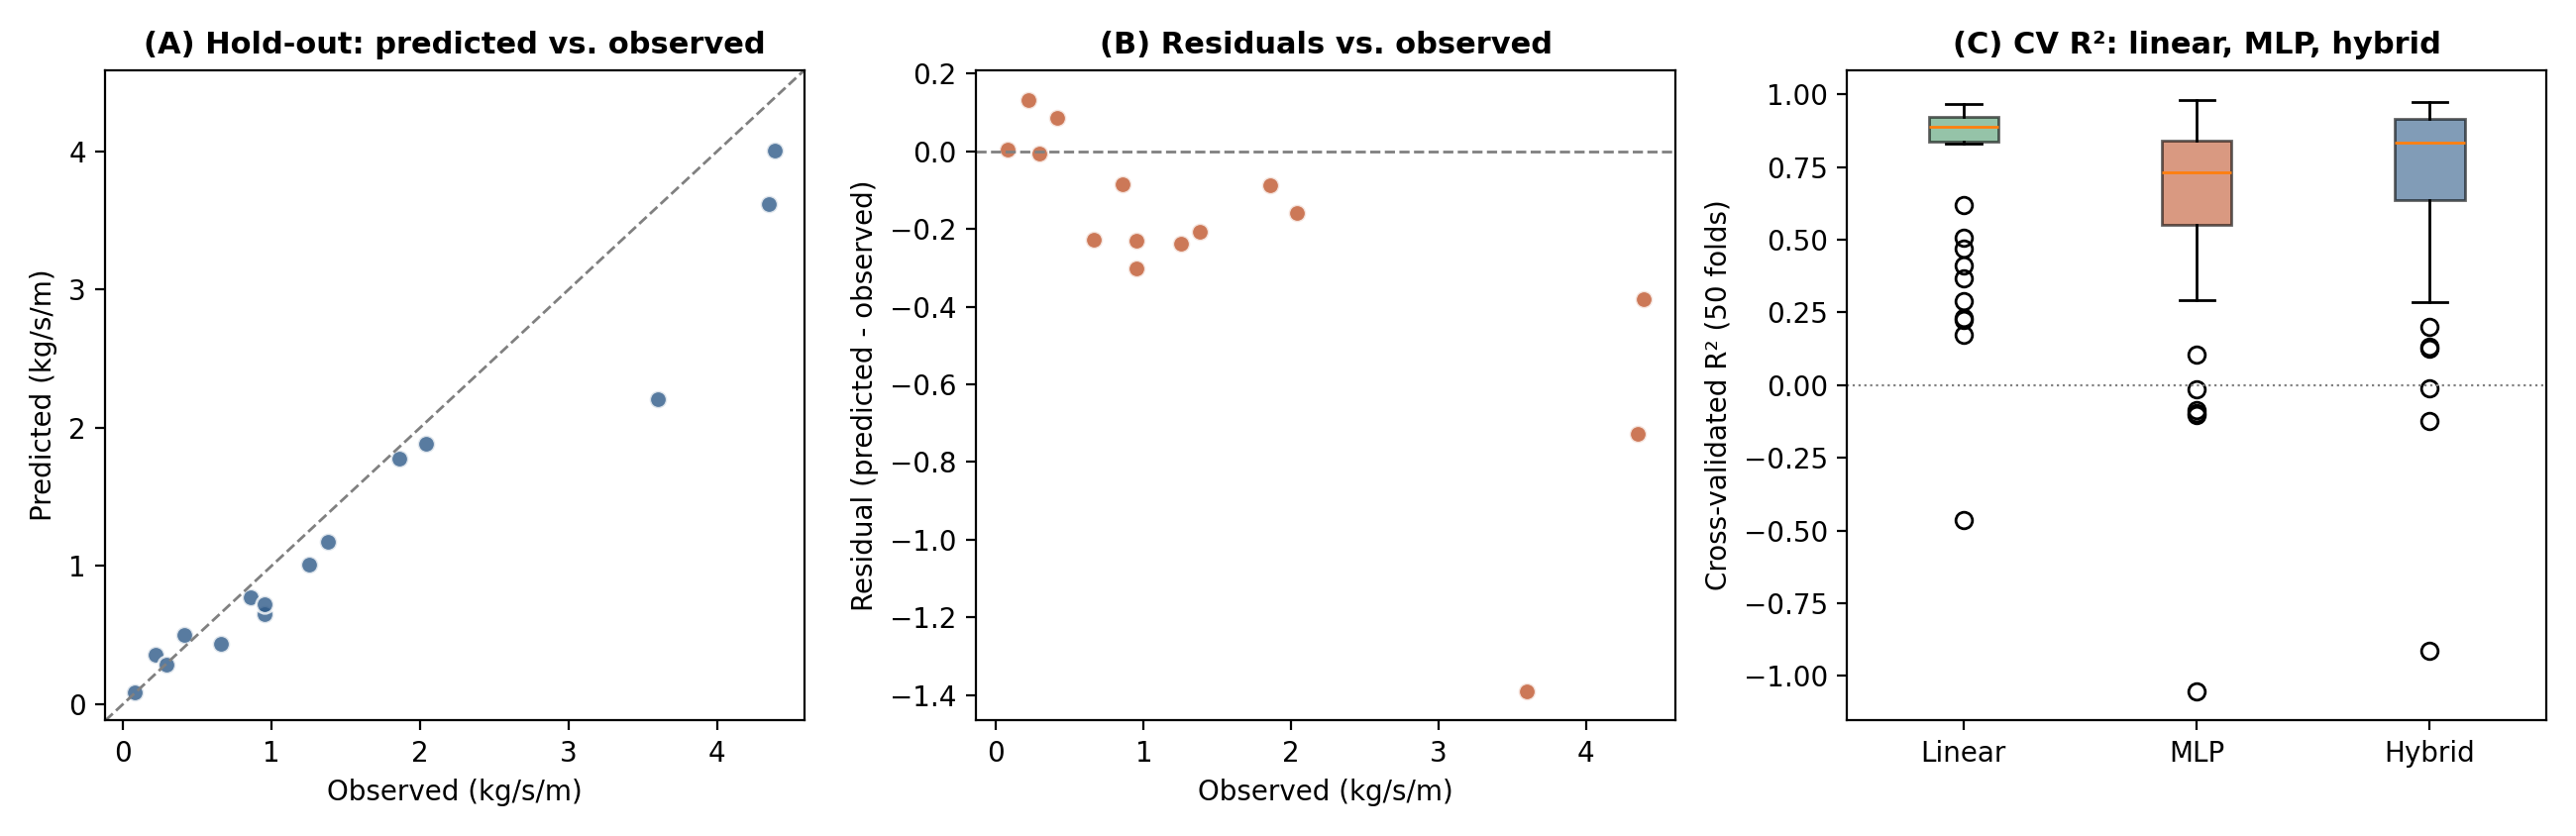 (A) Hold-out: predicted vs. observed
Predicted (kg/s/m)
4
3
2
1
0
0 1 2 3 4
Observed (kg/s/m)
(B) Residuals vs. observed
Residual (predicted - observed)
0.2
0.0
−0.2
−0.4
−0.6
−0.8
−1.0
−1.2
−1.4
0 1 2 3 4
Observed (kg/s/m)
(C) CV R²: linear, MLP, hybrid
Cross-validated R² (50 folds)
1.00
0.75
0.50
0.25
0.00
−0.25
−0.50
−0.75
−1.00
Linear MLP Hybrid